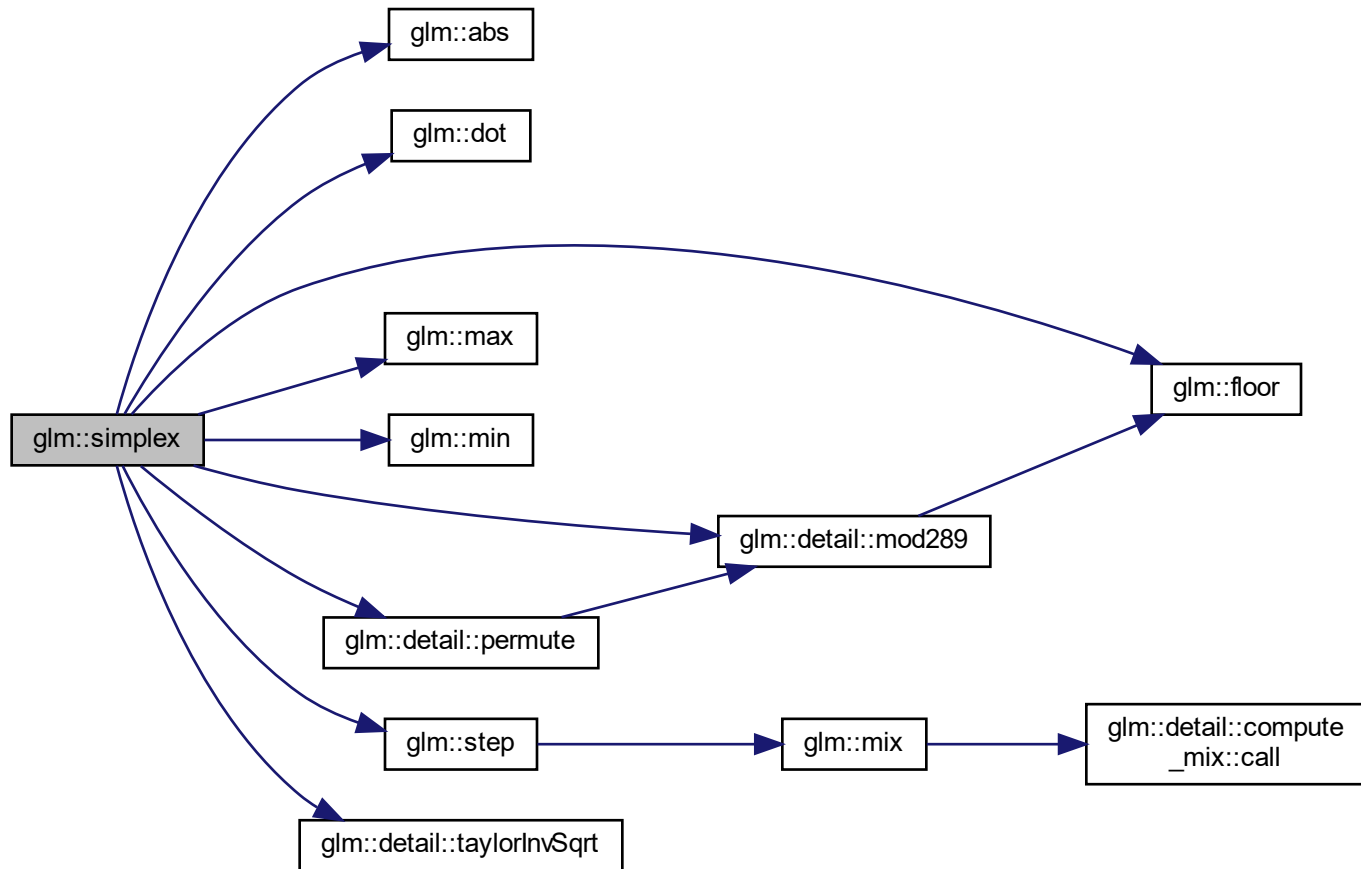 glm::abs
glm::dot
glm::max
glm::floor
glm::simplex
glm::min
glm::detail::mod289
glm::detail::permute
glm::step
glm::mix
glm::detail::compute
_mix::call
glm::detail::taylorInvSqrt